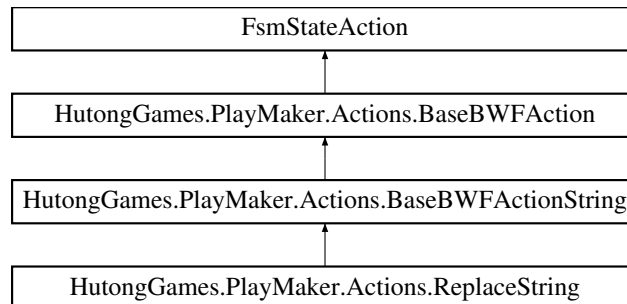 FsmStateAction
HutongGames.PlayMaker.Actions.BaseBWFAction
HutongGames.PlayMaker.Actions.BaseBWFActionString
HutongGames.PlayMaker.Actions.ReplaceString